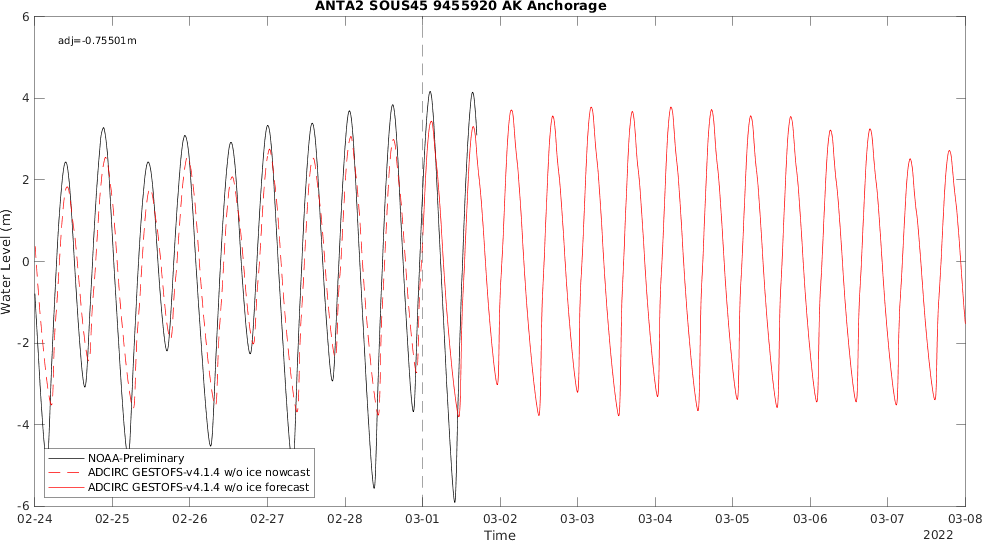 ANTA2 SOUS45 9455920 AK Anchorage
adj=-0.75501m
6
4
2
0
-2
-4
-6
Water Level (m)
NOAA-Preliminary
ADCIRC GESTOFS-v4.1.4 w/o ice nowcast
ADCIRC GESTOFS-v4.1.4 w/o ice forecast
02-24 02-25 02-26 02-27 02-28 03-01 03-02 03-03 03-04 03-05 03-06 03-07 03-08
Time
2022